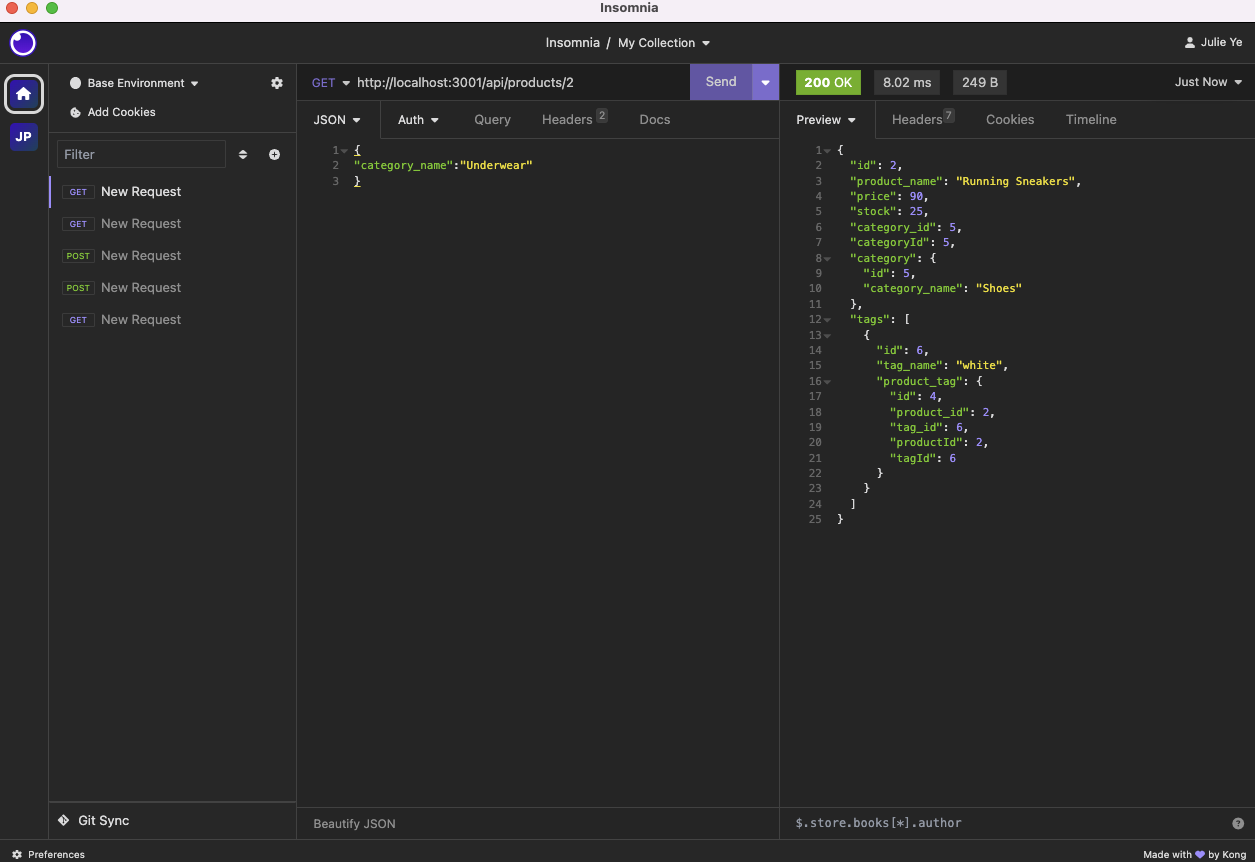 Insomnia
Insomnia / My Collection
Julie Ye
JP
Base Environment
Add Cookies
Filter
GET New Request
GET New Request
POST New Request
POST New Request
GET New Request
Git Sync
Preferences
GET http://localhost:3001/api/products/2 Send
JSON Auth Query Headers 2 Docs
1 {
2 "category_name":"Underwear"
3 }
Beautify JSON
200 OK 8.02 ms 249 B Just Now
Preview Headers 7 Cookies Timeline
1 {
2 "id": 2,
3 "product_name": "Running Sneakers",
4 "price": 90,
5 "stock": 25,
6 "category_id": 5,
7 "categoryId": 5,
8 "category": {
9 "id": 5,
10 "category_name": "Shoes"
11 },
12 "tags": [
13 {
14 "id": 6,
15 "tag_name": "white",
16 "product_tag": {
17 "id": 4,
18 "product_id": 2,
19 "tag_id": 6,
20 "productId": 2,
21 "tagId": 6
22 }
23 }
24 ]
25 }
$.store.books[*].author
?
Made with 💜 by Kong